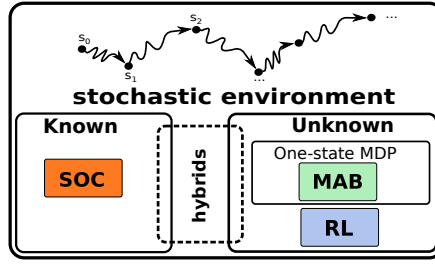 s2
...
s0
s1
...
stochastic environment
Known
Unknown
One-state MDP
SOC
hybrids
MAB
RL